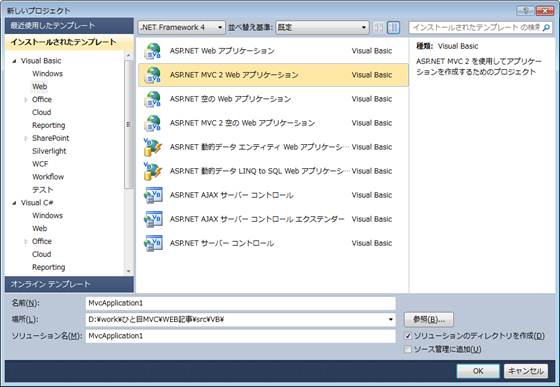 新しいプロジェクト
最近使用したテンプレート
インストールされたテンプレート
Visual Basic
Windows
Web
Office
Cloud
Reporting
SharePoint
Silverlight
WCF
Workflow
テスト
Visual C#
Windows
Web
Office
Cloud
Reporting
オンライン テンプレート
.NET Framework 4
並べ替え基準: 既定
ASP.NET Web アプリケーション Visual Basic
ASP.NET MVC 2 Web アプリケーション Visual Basic
ASP.NET 空の Web アプリケーション Visual Basic
ASP.NET MVC 2 空の Web アプリケーション Visual Basic
ASP.NET 動的データ エンティティ Web アプリケーシ... Visual Basic
ASP.NET 動的データ LINQ to SQL Web アプリケーシ... Visual Basic
ASP.NET AJAX サーバー コントロール Visual Basic
ASP.NET AJAX サーバー コントロール エクステンダー Visual Basic
ASP.NET サーバー コントロール Visual Basic
インストールされたテンプレート の検索
種類: Visual Basic
ASP.NET MVC 2 を使用してアプリケ
ーションを作成するためのプロジェクト
名前(N): MvcApplication1
場所(L): D:¥work¥ひと目MVC¥WEB記事¥src¥VB¥
参照(B)...
ソリューション名(M): MvcApplication1
ソリューションのディレクトリを作成(D)
ソース管理に追加(U)
OK
キャンセル